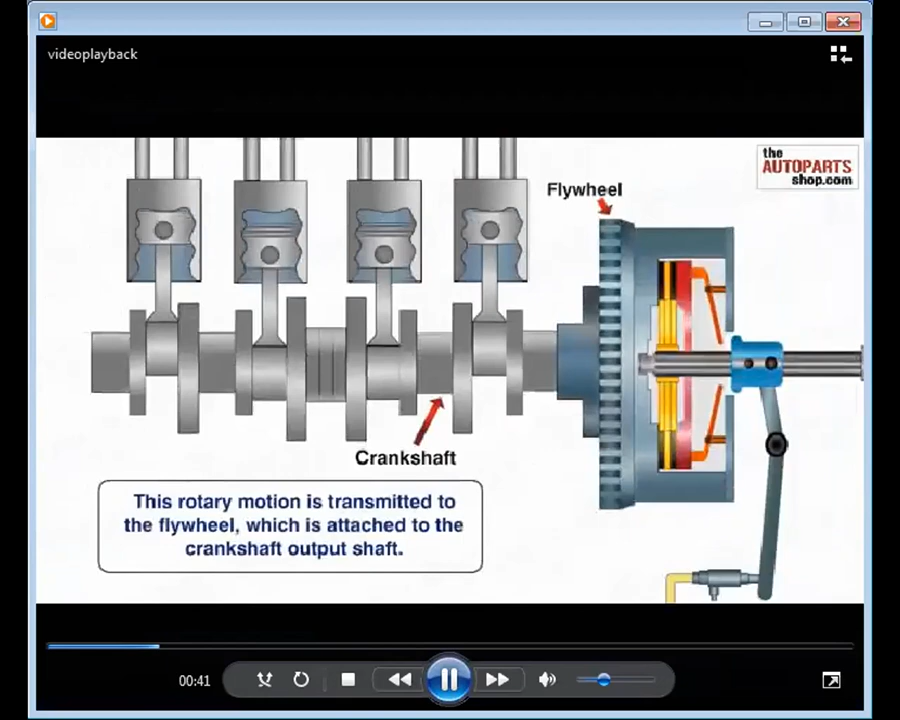 videoplayback
the
AUTOPARTS
shop.com
Flywheel
Crankshaft
This rotary motion is transmitted to
the flywheel, which is attached to the
crankshaft output shaft.
00:41